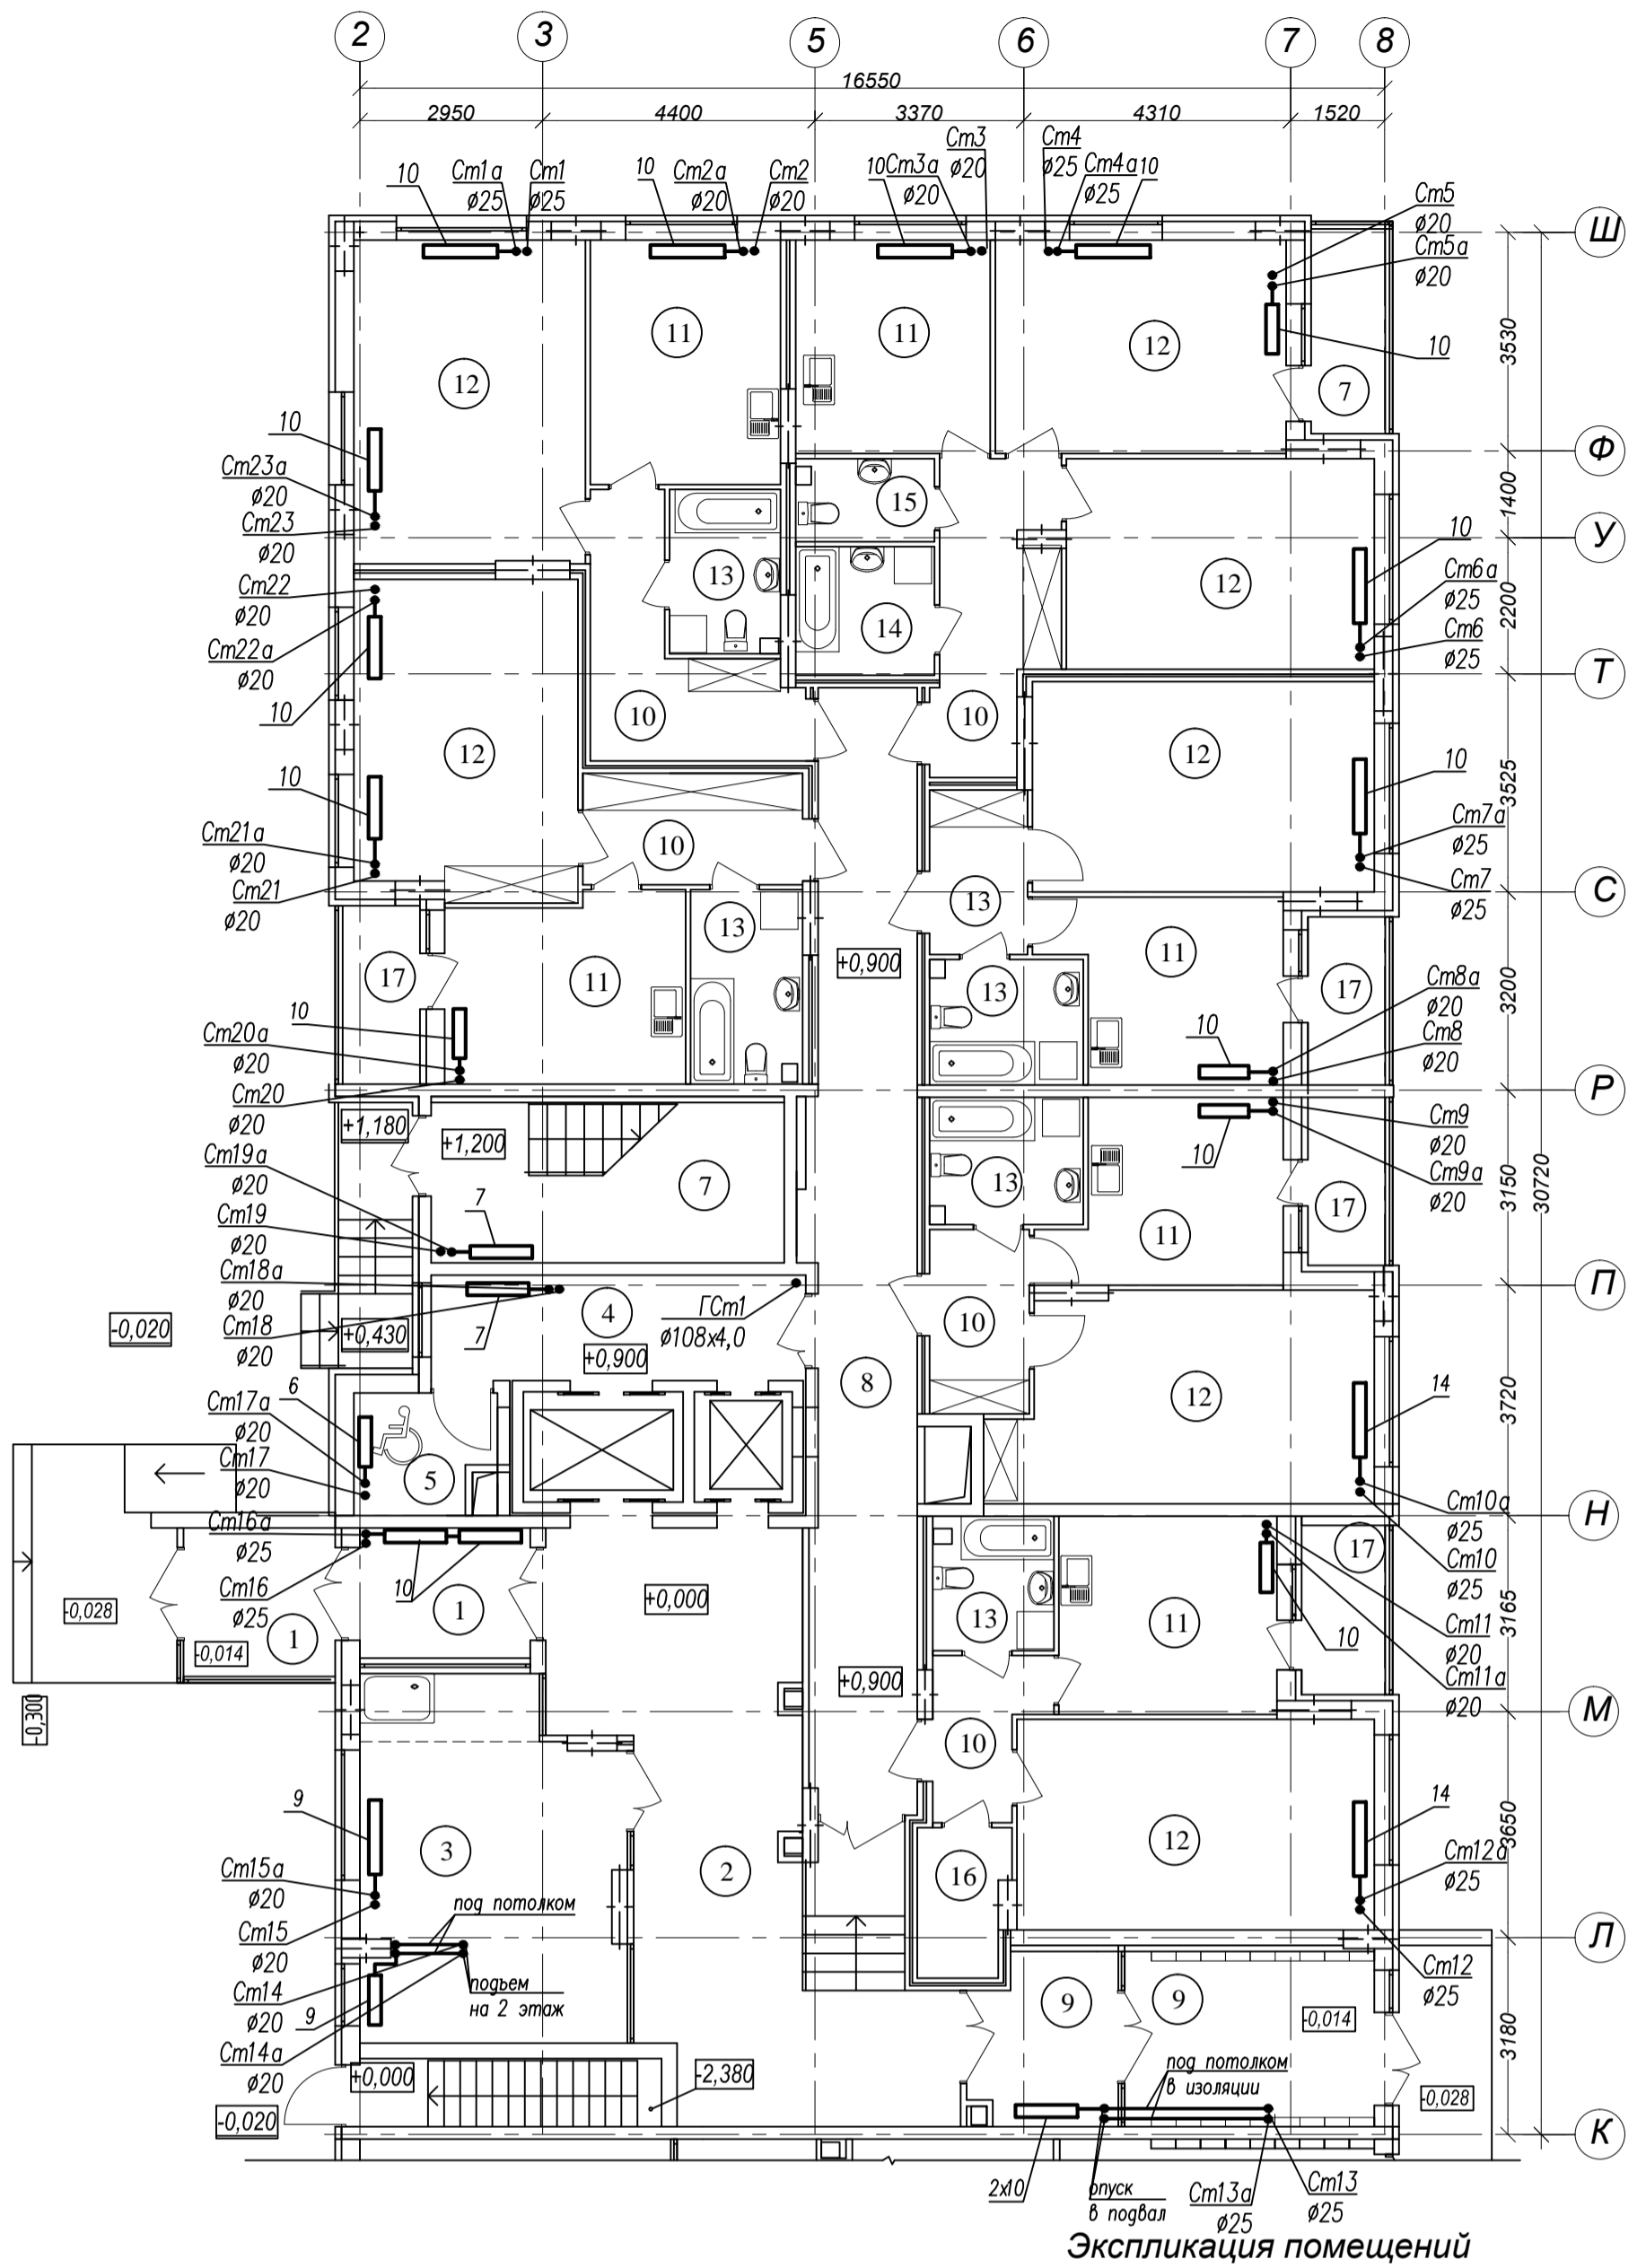 2 3 5 6 7 8
16550
2950 4400 3370 4310 1520
10 Ст1а Ø25 Ст1 Ø25
10 Ст2а Ø20 Ст2 Ø20
10 Ст3а Ø20 Ст3 Ø20
Ст4 Ø25 Ст4а Ø25 10
Ст5
Ø20
Ст5а
Ø20
10
Ш
3530
11 11 12 12 7
10
Ст23а
Ø20
Ст23
Ø20
Ф
1400
15
У
10
Ст6а
Ø25
Ст6
Ø25
2200
13 12 14
Ст22
Ø20
Ст22а
Ø20
10
Т
10 10
12 12
10
Ст7а
Ø25
Ст7
Ø25
3525
10
Ст21а
Ø20
Ст21
Ø20
10
13 13
С
+0,900
17 11 13 11 17
10
Ст20а
Ø20
Ст20
Ø20
10
Ст8а
Ø20
Ст8
Ø20
3200
Р
+1,180
+1,200
10
Ст9
Ø20
Ст9а
Ø20
3150
30720
Ст19а
Ø20
Ст19
Ø20
7
7
13 11 17
Ст18а
Ø20
Ст18
Ø20
7
4
+0,900
ГСт1
Ø108х4,0
П
-0,020
+0,430
10
8
12
14
3720
6
Ст17а
Ø20
Ст17
Ø20
5
Ст10а
Ø25
Ст10
Ø25
Н
Ст16а
Ø25
Ст16
Ø25
10
1
+0,000
13 11 17
10
Ст11
Ø20
Ст11а
Ø20
3165
-0,028
-0,014
1
-0,300
+0,900
М
10
9
3
2
12
14
Ст12а
Ø25
3650
16
Ст15а
Ø20
Ст15
Ø20
под потолком
Л
Ст14
Ø20
9
Ст14а
Ø20
подъем
на 2 этаж
Ст12
Ø25
9 9
-0,014
3180
+0,000
-2,380
под потолком
в изоляции
-0,020
-0,028
К
2х10
опуск
в подвал
Ст13а
Ø25
Ст13
Ø25
Экспликация помещений